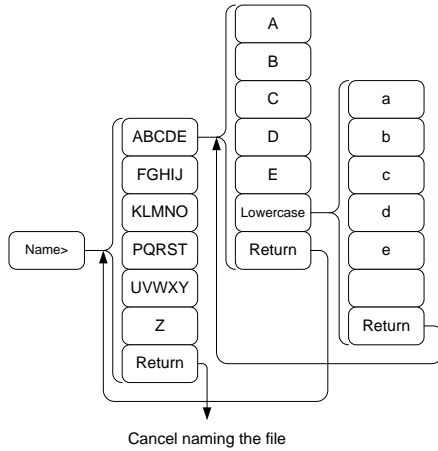 Name>
ABCDE
FGHIJ
KLMNO
PQRST
UVWXY
Z
Return
A
B
C
D
E
Lowercase
Return
a
b
c
d
e
Return
Cancel naming the file